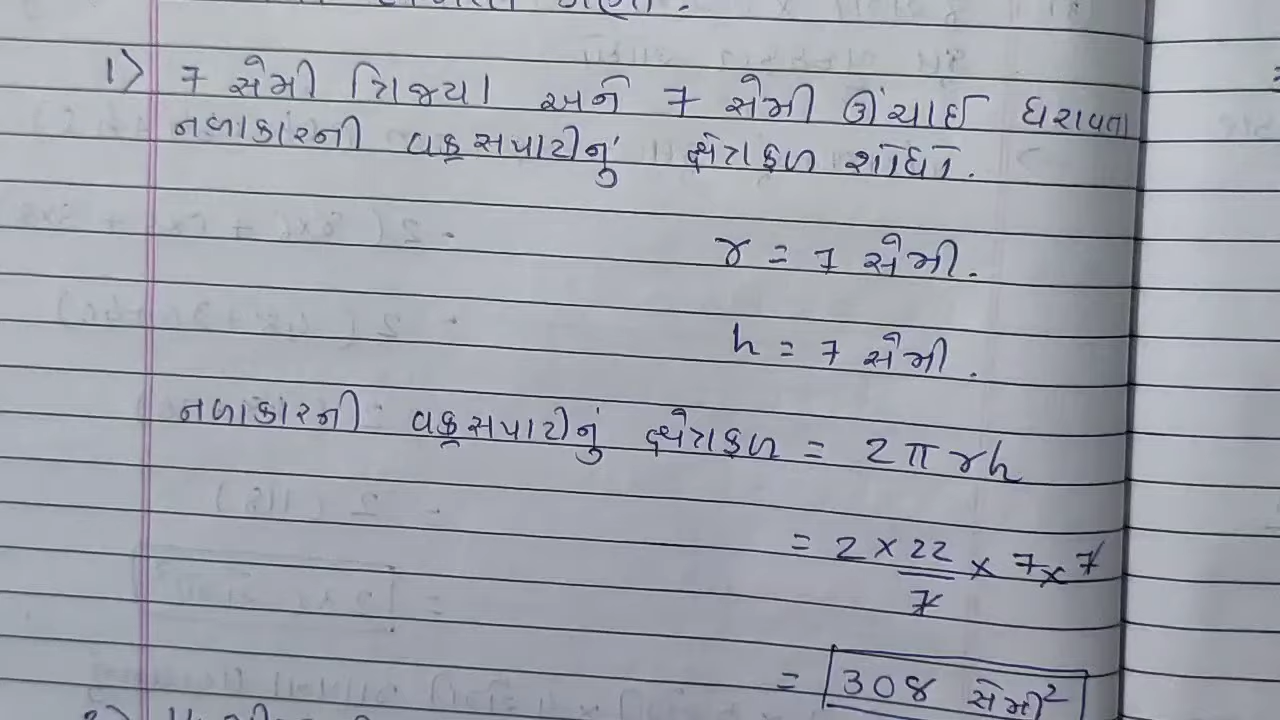 1) 7 સેમી ત્રિજ્યા અને 7 સેમી ઊંચાઈ ધરાવતા
નળાકારની વક્રસપાટીનું ક્ષેત્રફળ શોધો.
r = 7 સેમી.
h = 7 સેમી.
નળાકારની વક્રસપાટીનું ક્ષેત્રફળ = 2πrh
= 2 × 22/7 × 7 × 7
= 308 સેમી²
2)